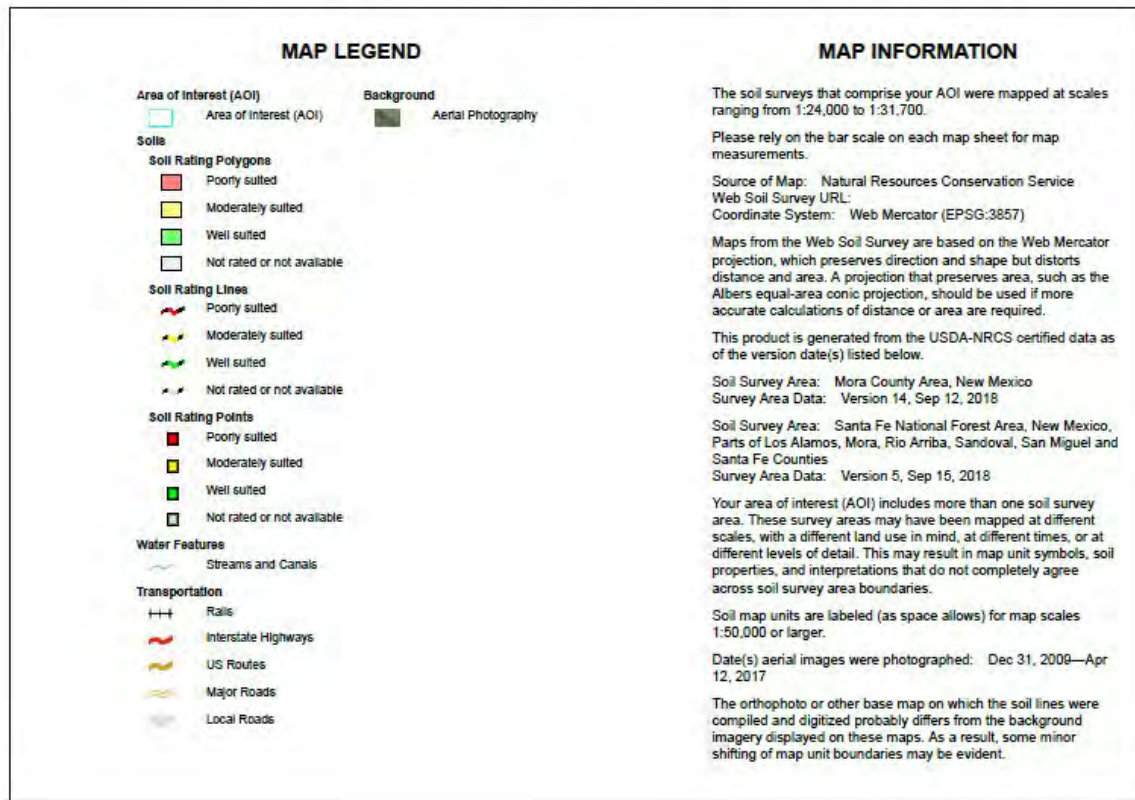 MAP LEGEND
Area of Interest (AOI)
Area of Interest (AOI)
Soils
Soil Rating Polygons
Poorly suited
Moderately suited
Well suited
Not rated or not available
Soil Rating Lines
Poorly suited
Moderately suited
Well suited
Not rated or not available
Soil Rating Points
Poorly suited
Moderately suited
Well suited
Not rated or not available
Water Features
Streams and Canals
Transportation
Rails
Interstate Highways
US Routes
Major Roads
Local Roads
Background
Aerial Photography
MAP INFORMATION
The soil surveys that comprise your AOI were mapped at scales
ranging from 1:24,000 to 1:31,700.
Please rely on the bar scale on each map sheet for map
measurements.
Source of Map: Natural Resources Conservation Service
Web Soil Survey URL:
Coordinate System: Web Mercator (EPSG:3857)
Maps from the Web Soil Survey are based on the Web Mercator
projection, which preserves direction and shape but distorts
distance and area. A projection that preserves area, such as the
Albers equal-area conic projection, should be used if more
accurate calculations of distance or area are required.
This product is generated from the USDA-NRCS certified data as
of the version date(s) listed below.
Soil Survey Area: Mora County Area, New Mexico
Survey Area Data: Version 14, Sep 12, 2018
Soil Survey Area: Santa Fe National Forest Area, New Mexico,
Parts of Los Alamos, Mora, Rio Arriba, Sandoval, San Miguel and
Santa Fe Counties
Survey Area Data: Version 5, Sep 15, 2018
Your area of interest (AOI) includes more than one soil survey
area. These survey areas may have been mapped at different
scales, with a different land use in mind, at different times, or at
different levels of detail. This may result in map unit symbols, soil
properties, and interpretations that do not completely agree
across soil survey area boundaries.
Soil map units are labeled (as space allows) for map scales
1:50,000 or larger.
Date(s) aerial images were photographed: Dec 31, 2009—Apr
12, 2017
The orthophoto or other base map on which the soil lines were
compiled and digitized probably differs from the background
imagery displayed on these maps. As a result, some minor
shifting of map unit boundaries may be evident.